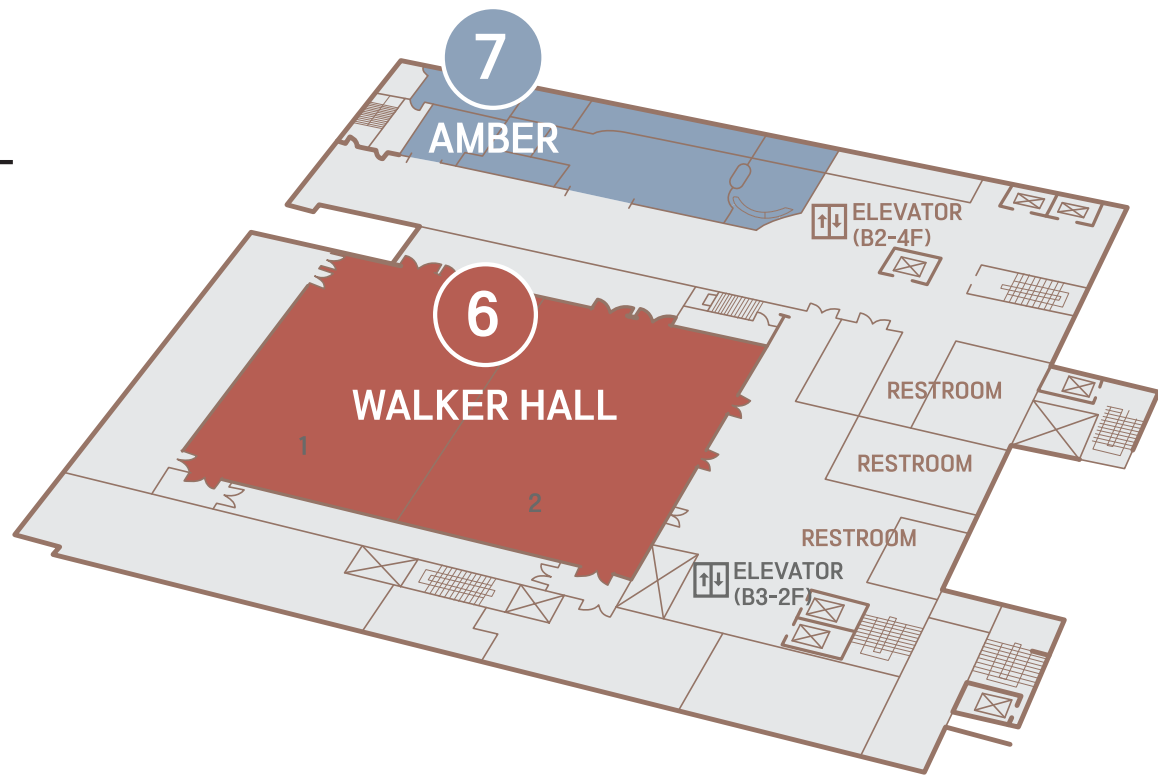 7
AMBER
ELEVATOR
(B2-4F)
6
WALKER HALL
1
2
RESTROOM
RESTROOM
RESTROOM
ELEVATOR
(B3-2F)